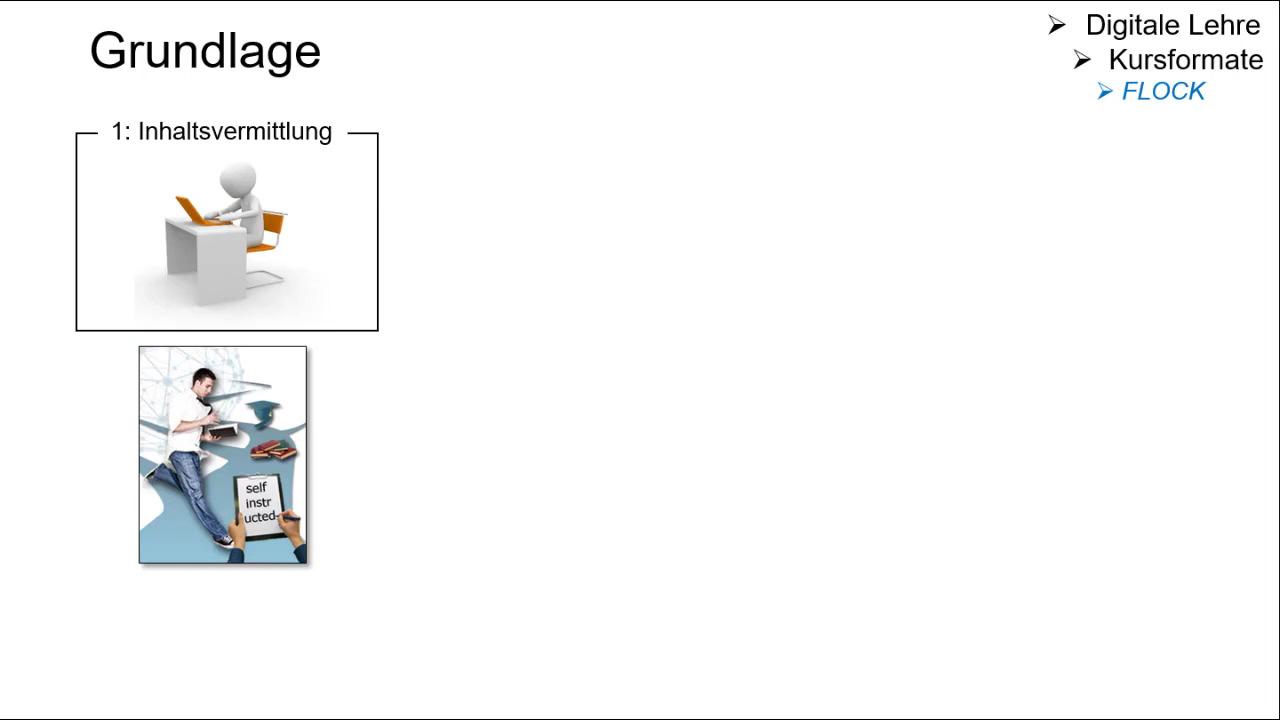 Grundlage
Digitale Lehre
Kursformate
FLOCK
1: Inhaltsvermittlung
self
instr
ucted-